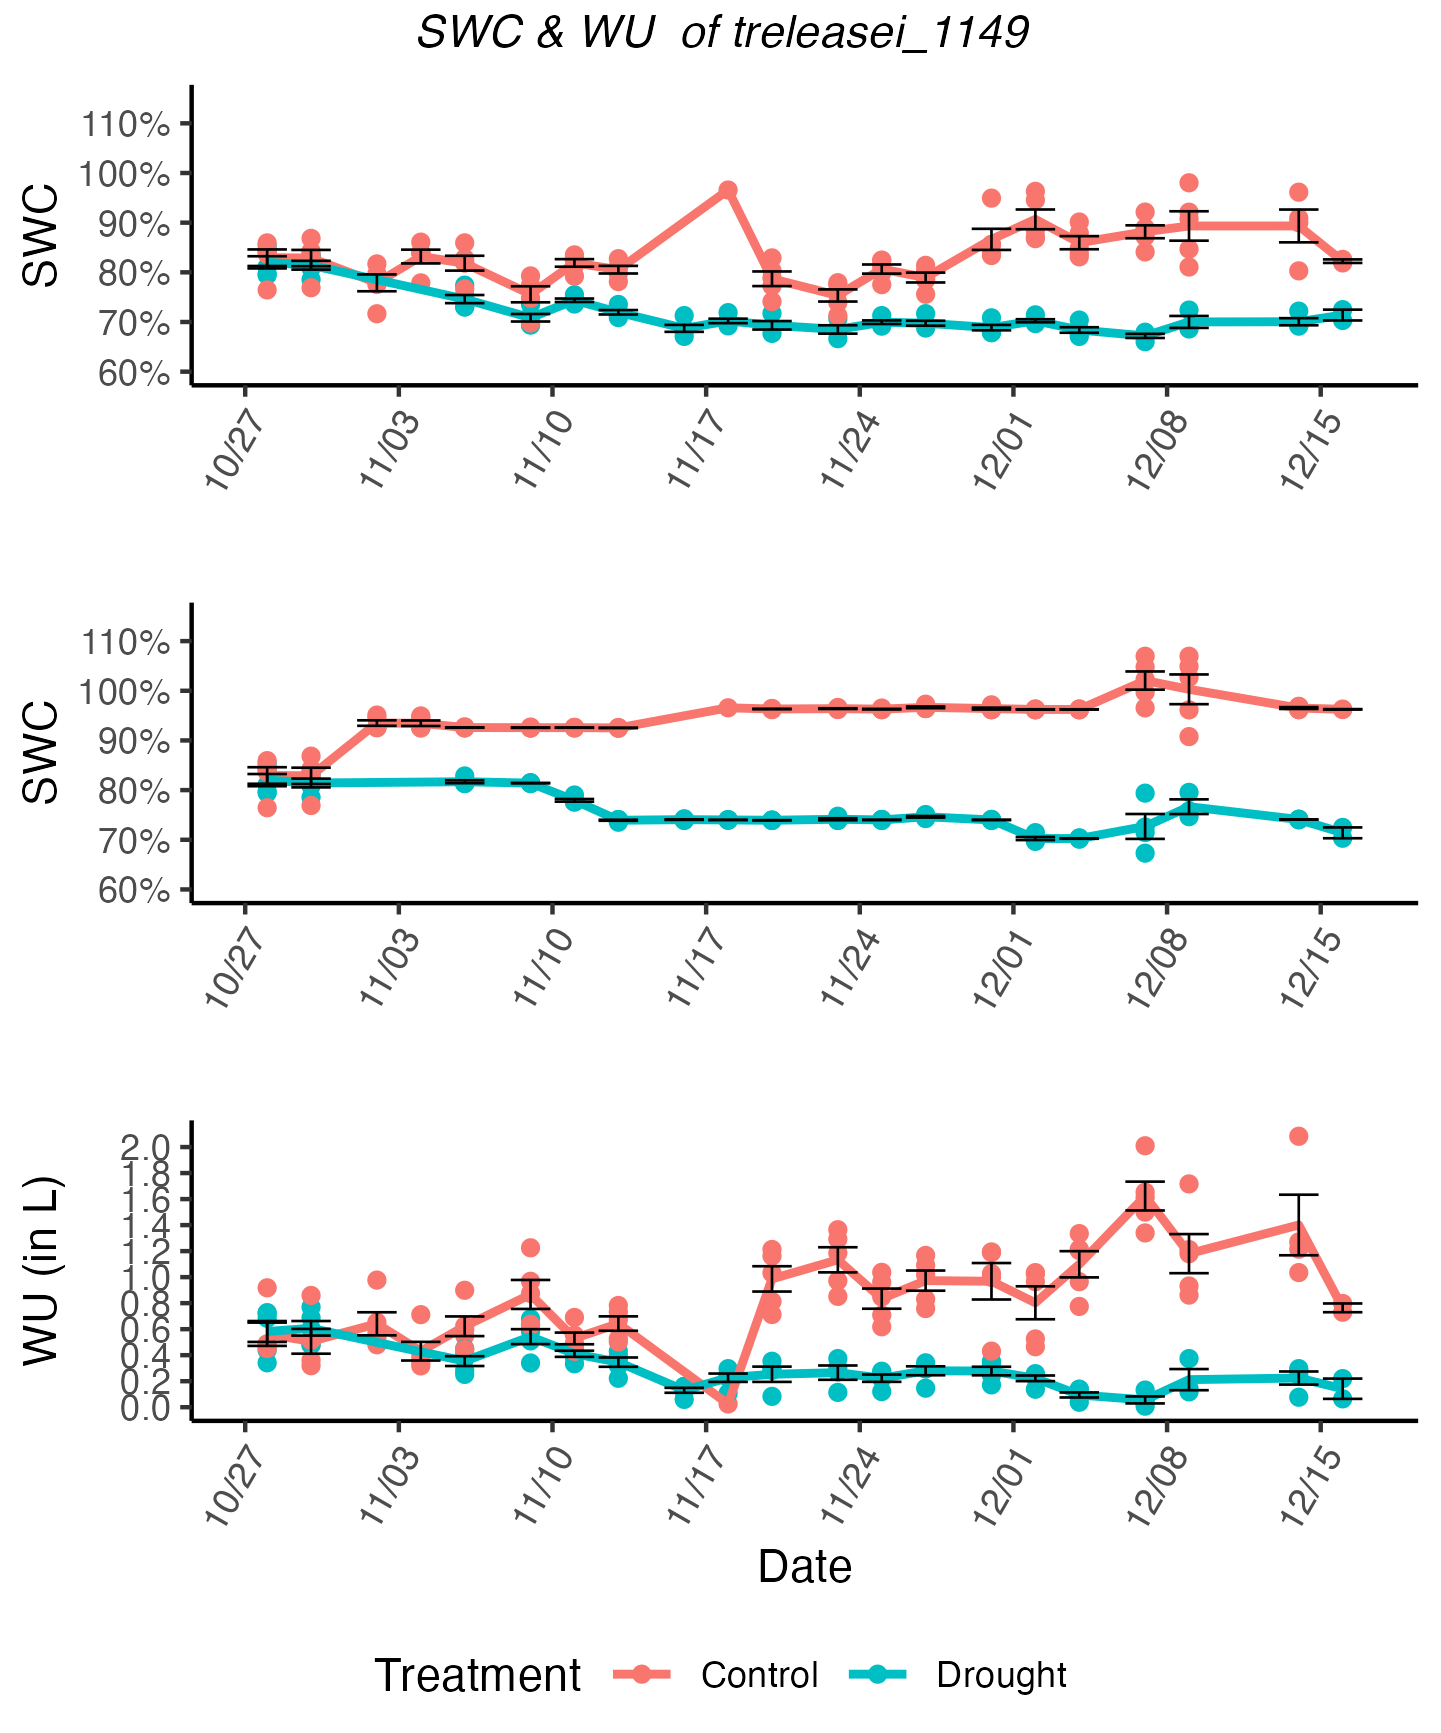 SWC & WU of treleasei_1149
SWC
110%
100%
90%
80%
70%
60%
10/27 11/03 11/10 11/17 11/24 12/01 12/08 12/15
SWC
110%
100%
90%
80%
70%
60%
10/27 11/03 11/10 11/17 11/24 12/01 12/08 12/15
WU (in L)
2.0
1.8
1.6
1.4
1.2
1.0
0.8
0.6
0.4
0.2
0.0
10/27 11/03 11/10 11/17 11/24 12/01 12/08 12/15
Date
Treatment Control Drought